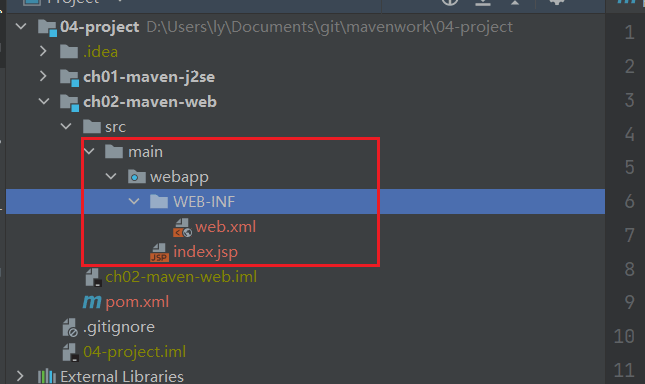 Project
04-project D:\Users\ly\Documents\git\mavenwork\04-project
.idea
ch01-maven-j2se
ch02-maven-web
src
main
webapp
WEB-INF
web.xml
JSP index.jsp
ch02-maven-web.iml
pom.xml
.gitignore
04-project.iml
External Libraries
1
2
3
4
5
6
7
8
9
10
11